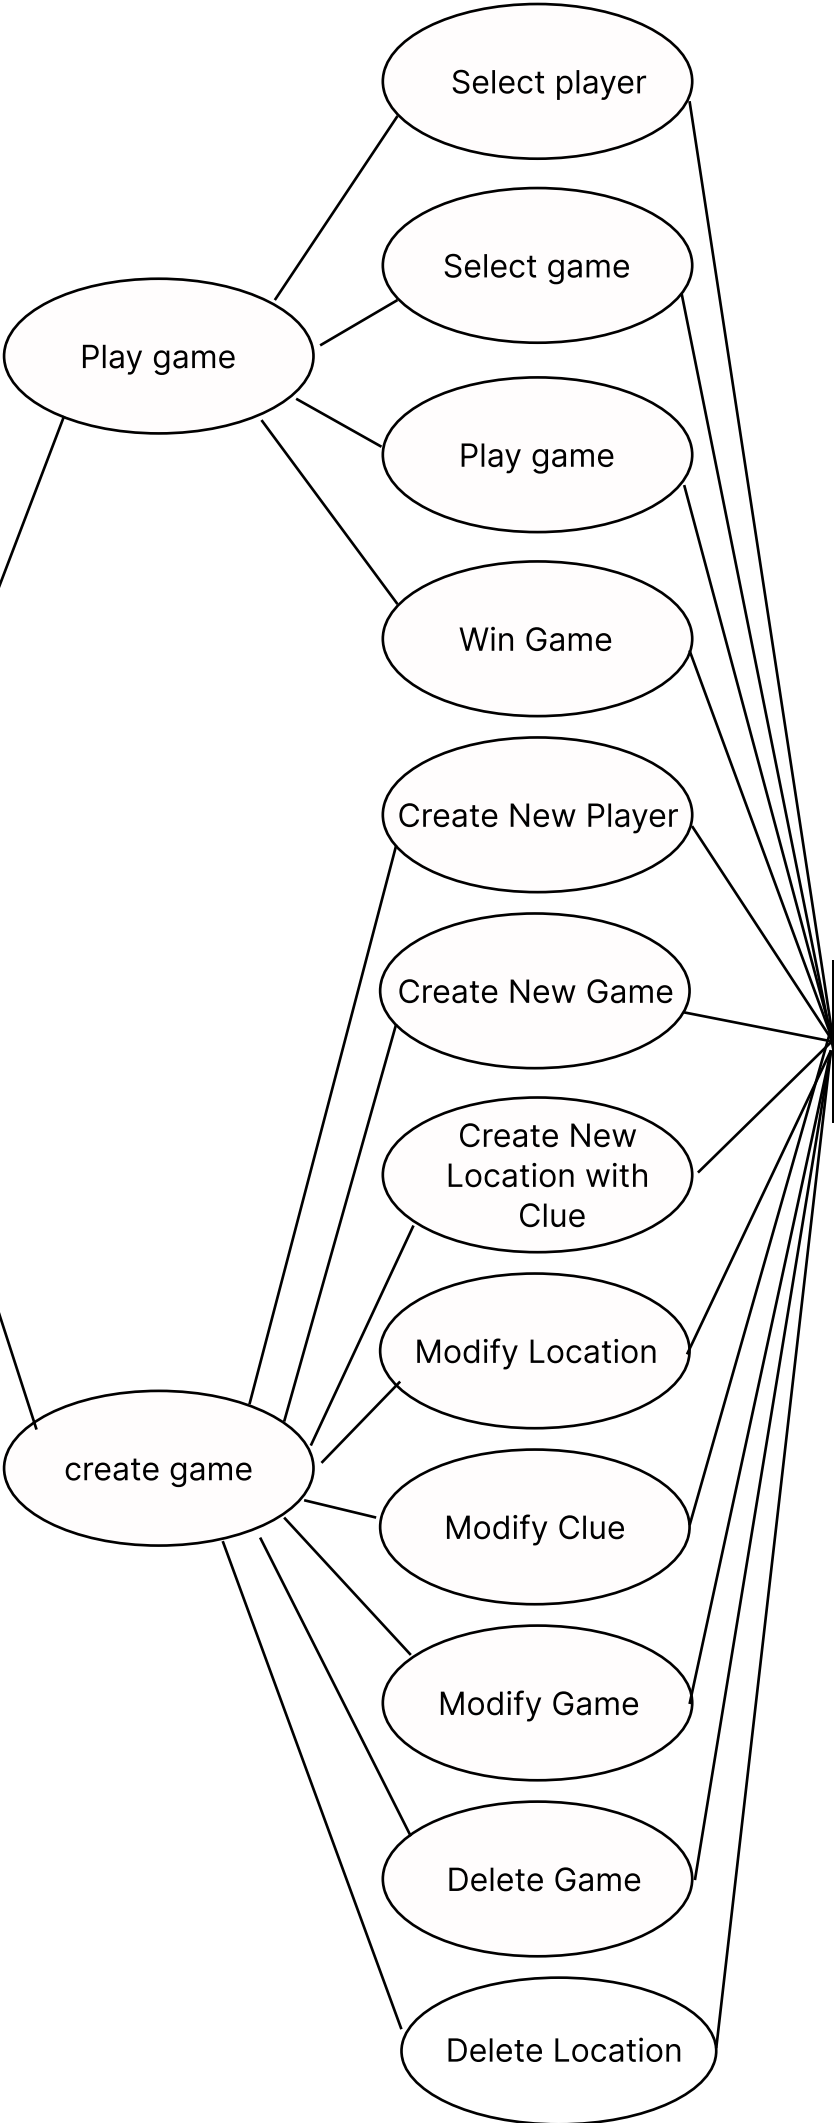 Select player
Select game
Play game
Play game
Win Game
Create New Player
Create New Game
Create New
Location with
Clue
Modify Location
create game
Modify Clue
Modify Game
Delete Game
Delete Location